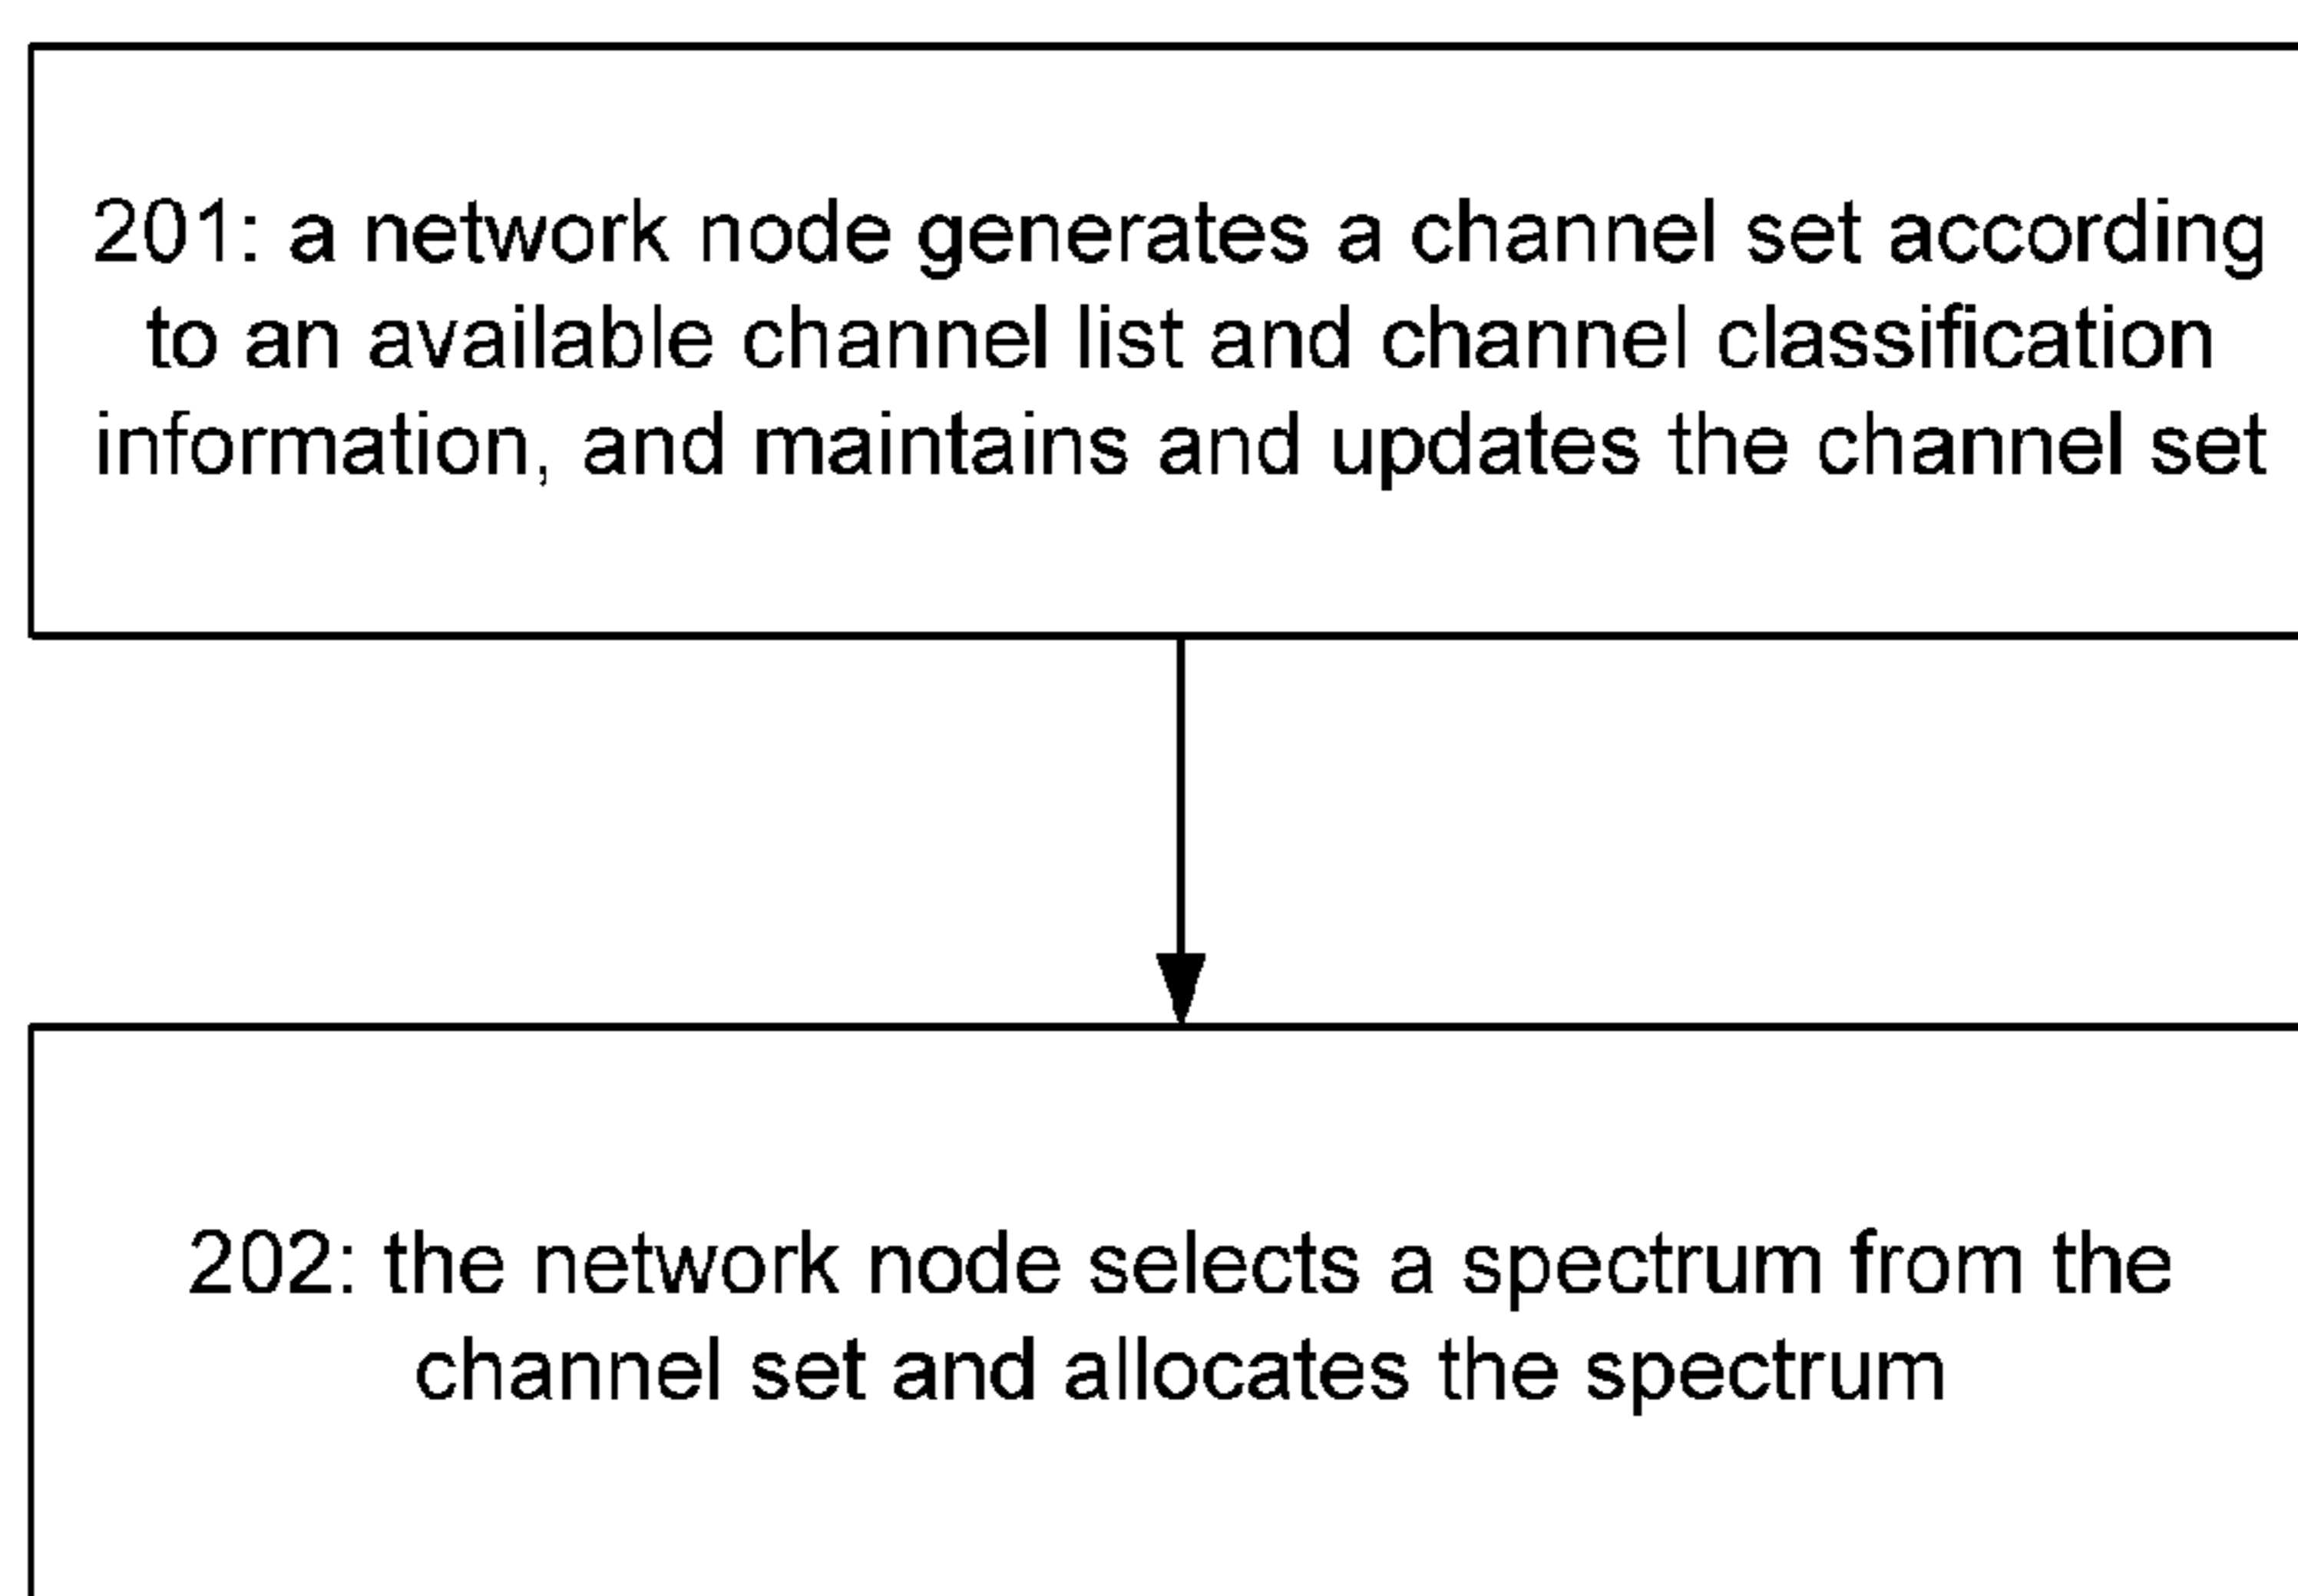 201: a network node generates a channel set according
to an available channel list and channel classification
information, and maintains and updates the channel set
202: the network node selects a spectrum from the
channel set and allocates the spectrum